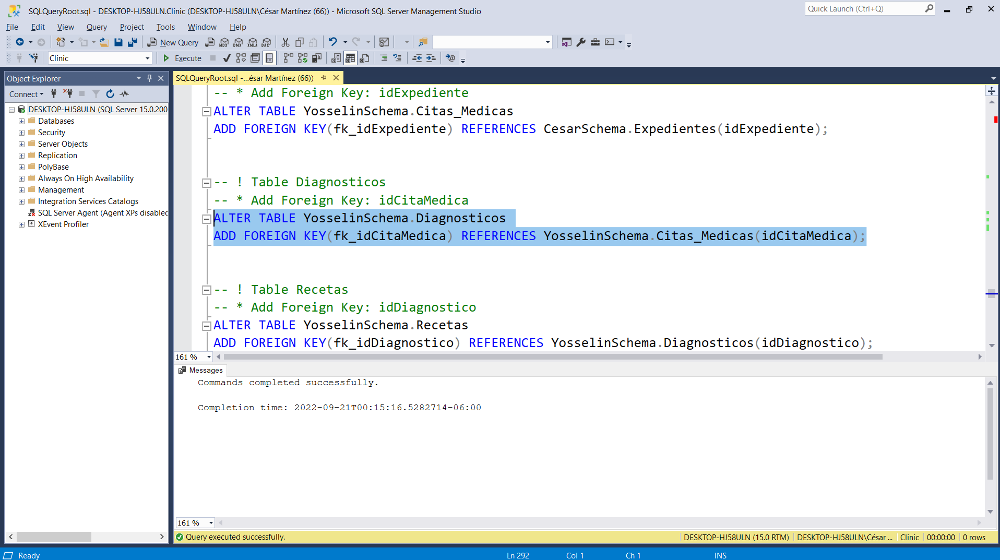 SQLQueryRoot.sql - DESKTOP-HJ58ULN.Clinic (DESKTOP-HJ58ULN\César Martínez (66)) - Microsoft SQL Server Management Studio
Quick Launch (Ctrl+Q)
File Edit View Query Project Tools Window Help
New Query MDX DMX XMLA DAX
Clinic Execute
Object Explorer
Connect
DESKTOP-HJ58ULN (SQL Server 15.0.200
Databases
Security
Server Objects
Replication
PolyBase
Always On High Availability
Management
Integration Services Catalogs
SQL Server Agent (Agent XPs disablec
XEvent Profiler
SQLQueryRoot.sql -...ésar Martínez (66))
-- * Add Foreign Key: idExpediente
ALTER TABLE YosselinSchema.Citas_Medicas
ADD FOREIGN KEY(fk_idExpediente) REFERENCES CesarSchema.Expedientes(idExpediente);
-- ! Table Diagnosticos
-- * Add Foreign Key: idCitaMedica
ALTER TABLE YosselinSchema.Diagnosticos
ADD FOREIGN KEY(fk_idCitaMedica) REFERENCES YosselinSchema.Citas_Medicas(idCitaMedica);
-- ! Table Recetas
-- * Add Foreign Key: idDiagnostico
ALTER TABLE YosselinSchema.Recetas
ADD FOREIGN KEY(fk_idDiagnostico) REFERENCES YosselinSchema.Diagnosticos(idDiagnostico);
161 %
Messages
Commands completed successfully.
Completion time: 2022-09-21T00:15:16.5282714-06:00
161 %
Query executed successfully.
DESKTOP-HJ58ULN (15.0 RTM) DESKTOP-HJ58ULN\César ... Clinic 00:00:00 0 rows
Ready Ln 292 Col 1 Ch 1 INS